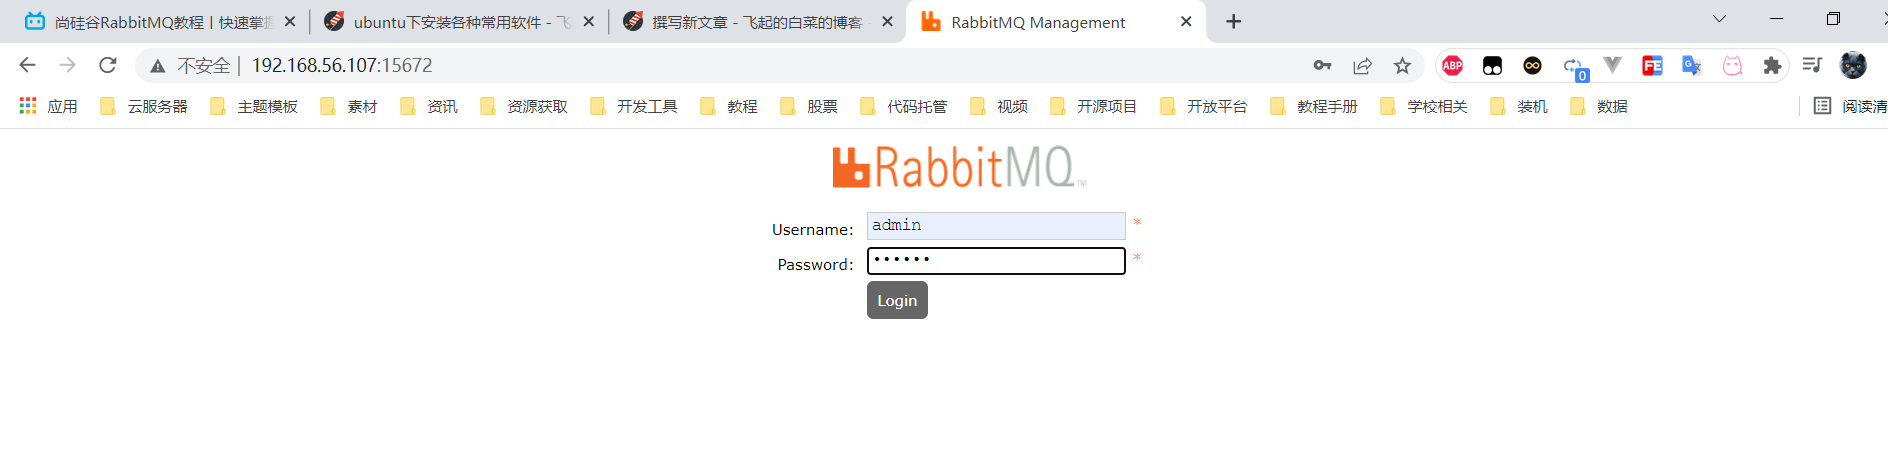 尚硅谷RabbitMQ教程丨快速掌握
ubuntu下安装各种常用软件 - 飞
撰写新文章 - 飞起的白菜的博客
RabbitMQ Management
不安全 | 192.168.56.107:15672
ABP
0
FE
应用 云服务器 主题模板 素材 资讯 资源获取 开发工具 教程 股票 代码托管 视频 开源项目 开放平台 教程手册 学校相关 装机 数据 阅读清
RabbitMQ TM
Username: admin *
Password: •••••• *
Login